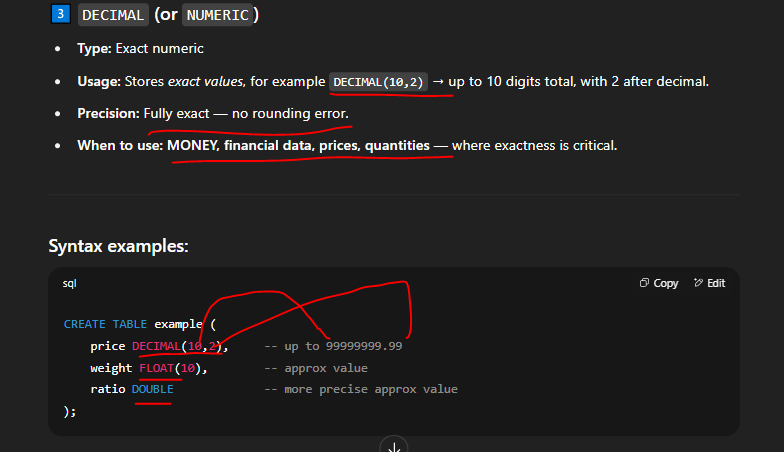 3 DECIMAL (or NUMERIC)
• Type: Exact numeric
• Usage: Stores exact values, for example DECIMAL(10,2) → up to 10 digits total, with 2 after decimal.
• Precision: Fully exact — no rounding error.
• When to use: MONEY, financial data, prices, quantities — where exactness is critical.
Syntax examples:
sql Copy Edit
CREATE TABLE example (
    price DECIMAL(10,2),     -- up to 99999999.99
    weight FLOAT(10),        -- approx value
    ratio DOUBLE             -- more precise approx value
);